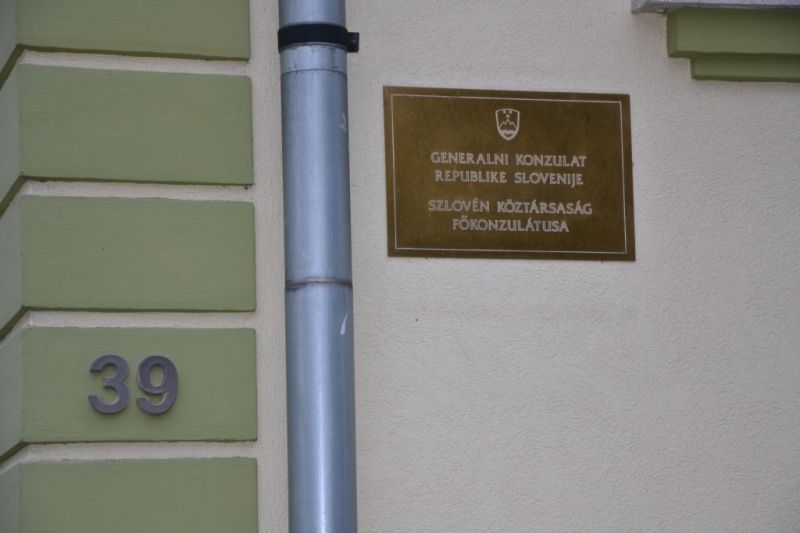 GENERALNI KONZULAT
REPUBLIKE SLOVENIJE
SZLOVÉN KÖZTÁRSASÁG
FŐKONZULÁTUSA
39